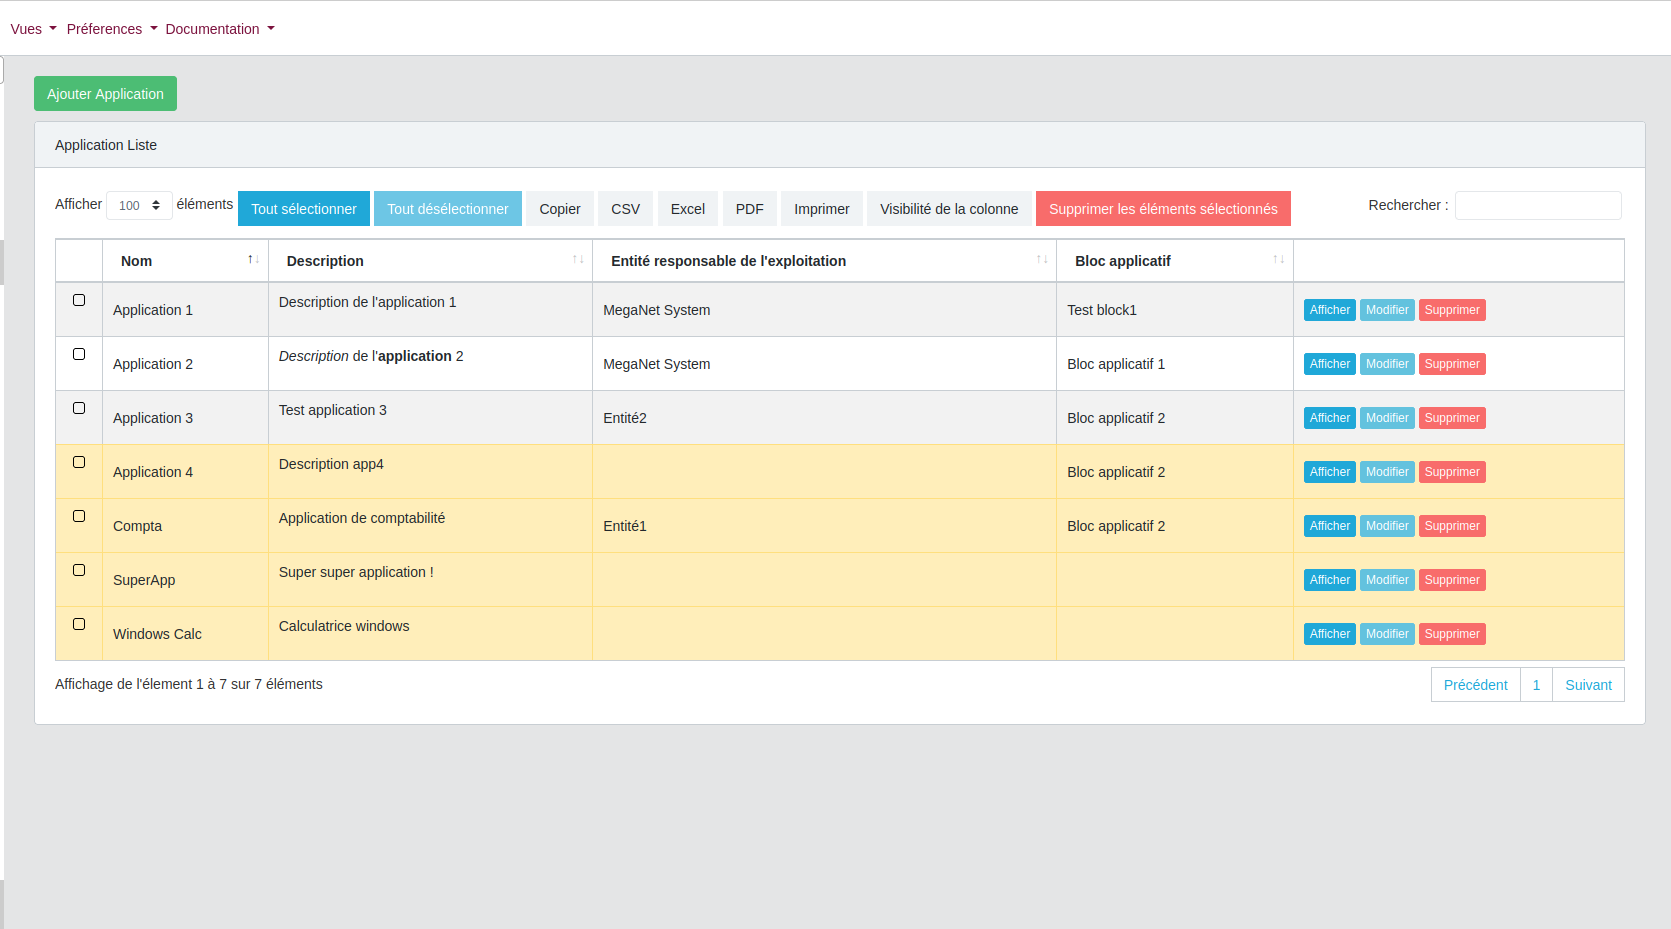 Vues Préferences Documentation
Ajouter Application
Application Liste
Afficher 100 éléments Tout sélectionner Tout désélectionner Copier CSV Excel PDF Imprimer Visibilité de la colonne Supprimer les éléments sélectionnés Rechercher :
Nom Description Entité responsable de l'exploitation Bloc applicatif
Application 1 Description de l'application 1 MegaNet System Test block1 Afficher Modifier Supprimer
Application 2 Description de l'application 2 MegaNet System Bloc applicatif 1 Afficher Modifier Supprimer
Application 3 Test application 3 Entité2 Bloc applicatif 2 Afficher Modifier Supprimer
Application 4 Description app4 Bloc applicatif 2 Afficher Modifier Supprimer
Compta Application de comptabilité Entité1 Bloc applicatif 2 Afficher Modifier Supprimer
SuperApp Super super application ! Afficher Modifier Supprimer
Windows Calc Calculatrice windows Afficher Modifier Supprimer
Affichage de l'élement 1 à 7 sur 7 éléments Précédent 1 Suivant